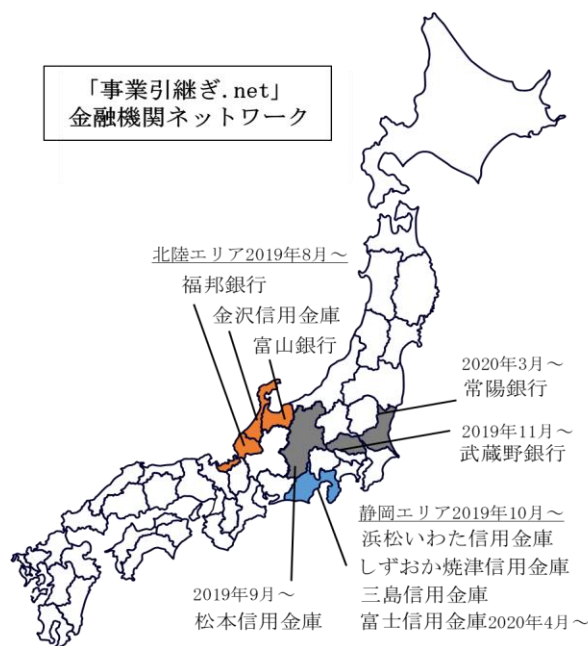 「事業引継ぎ.net」
金融機関ネットワーク
北陸エリア2019年8月～
福邦銀行
金沢信用金庫
富山銀行
2020年3月～
常陽銀行
2019年11月～
武蔵野銀行
静岡エリア2019年10月～
浜松いわた信用金庫
しずおか焼津信用金庫
三島信用金庫
富士信用金庫2020年4月～
2019年9月～
松本信用金庫